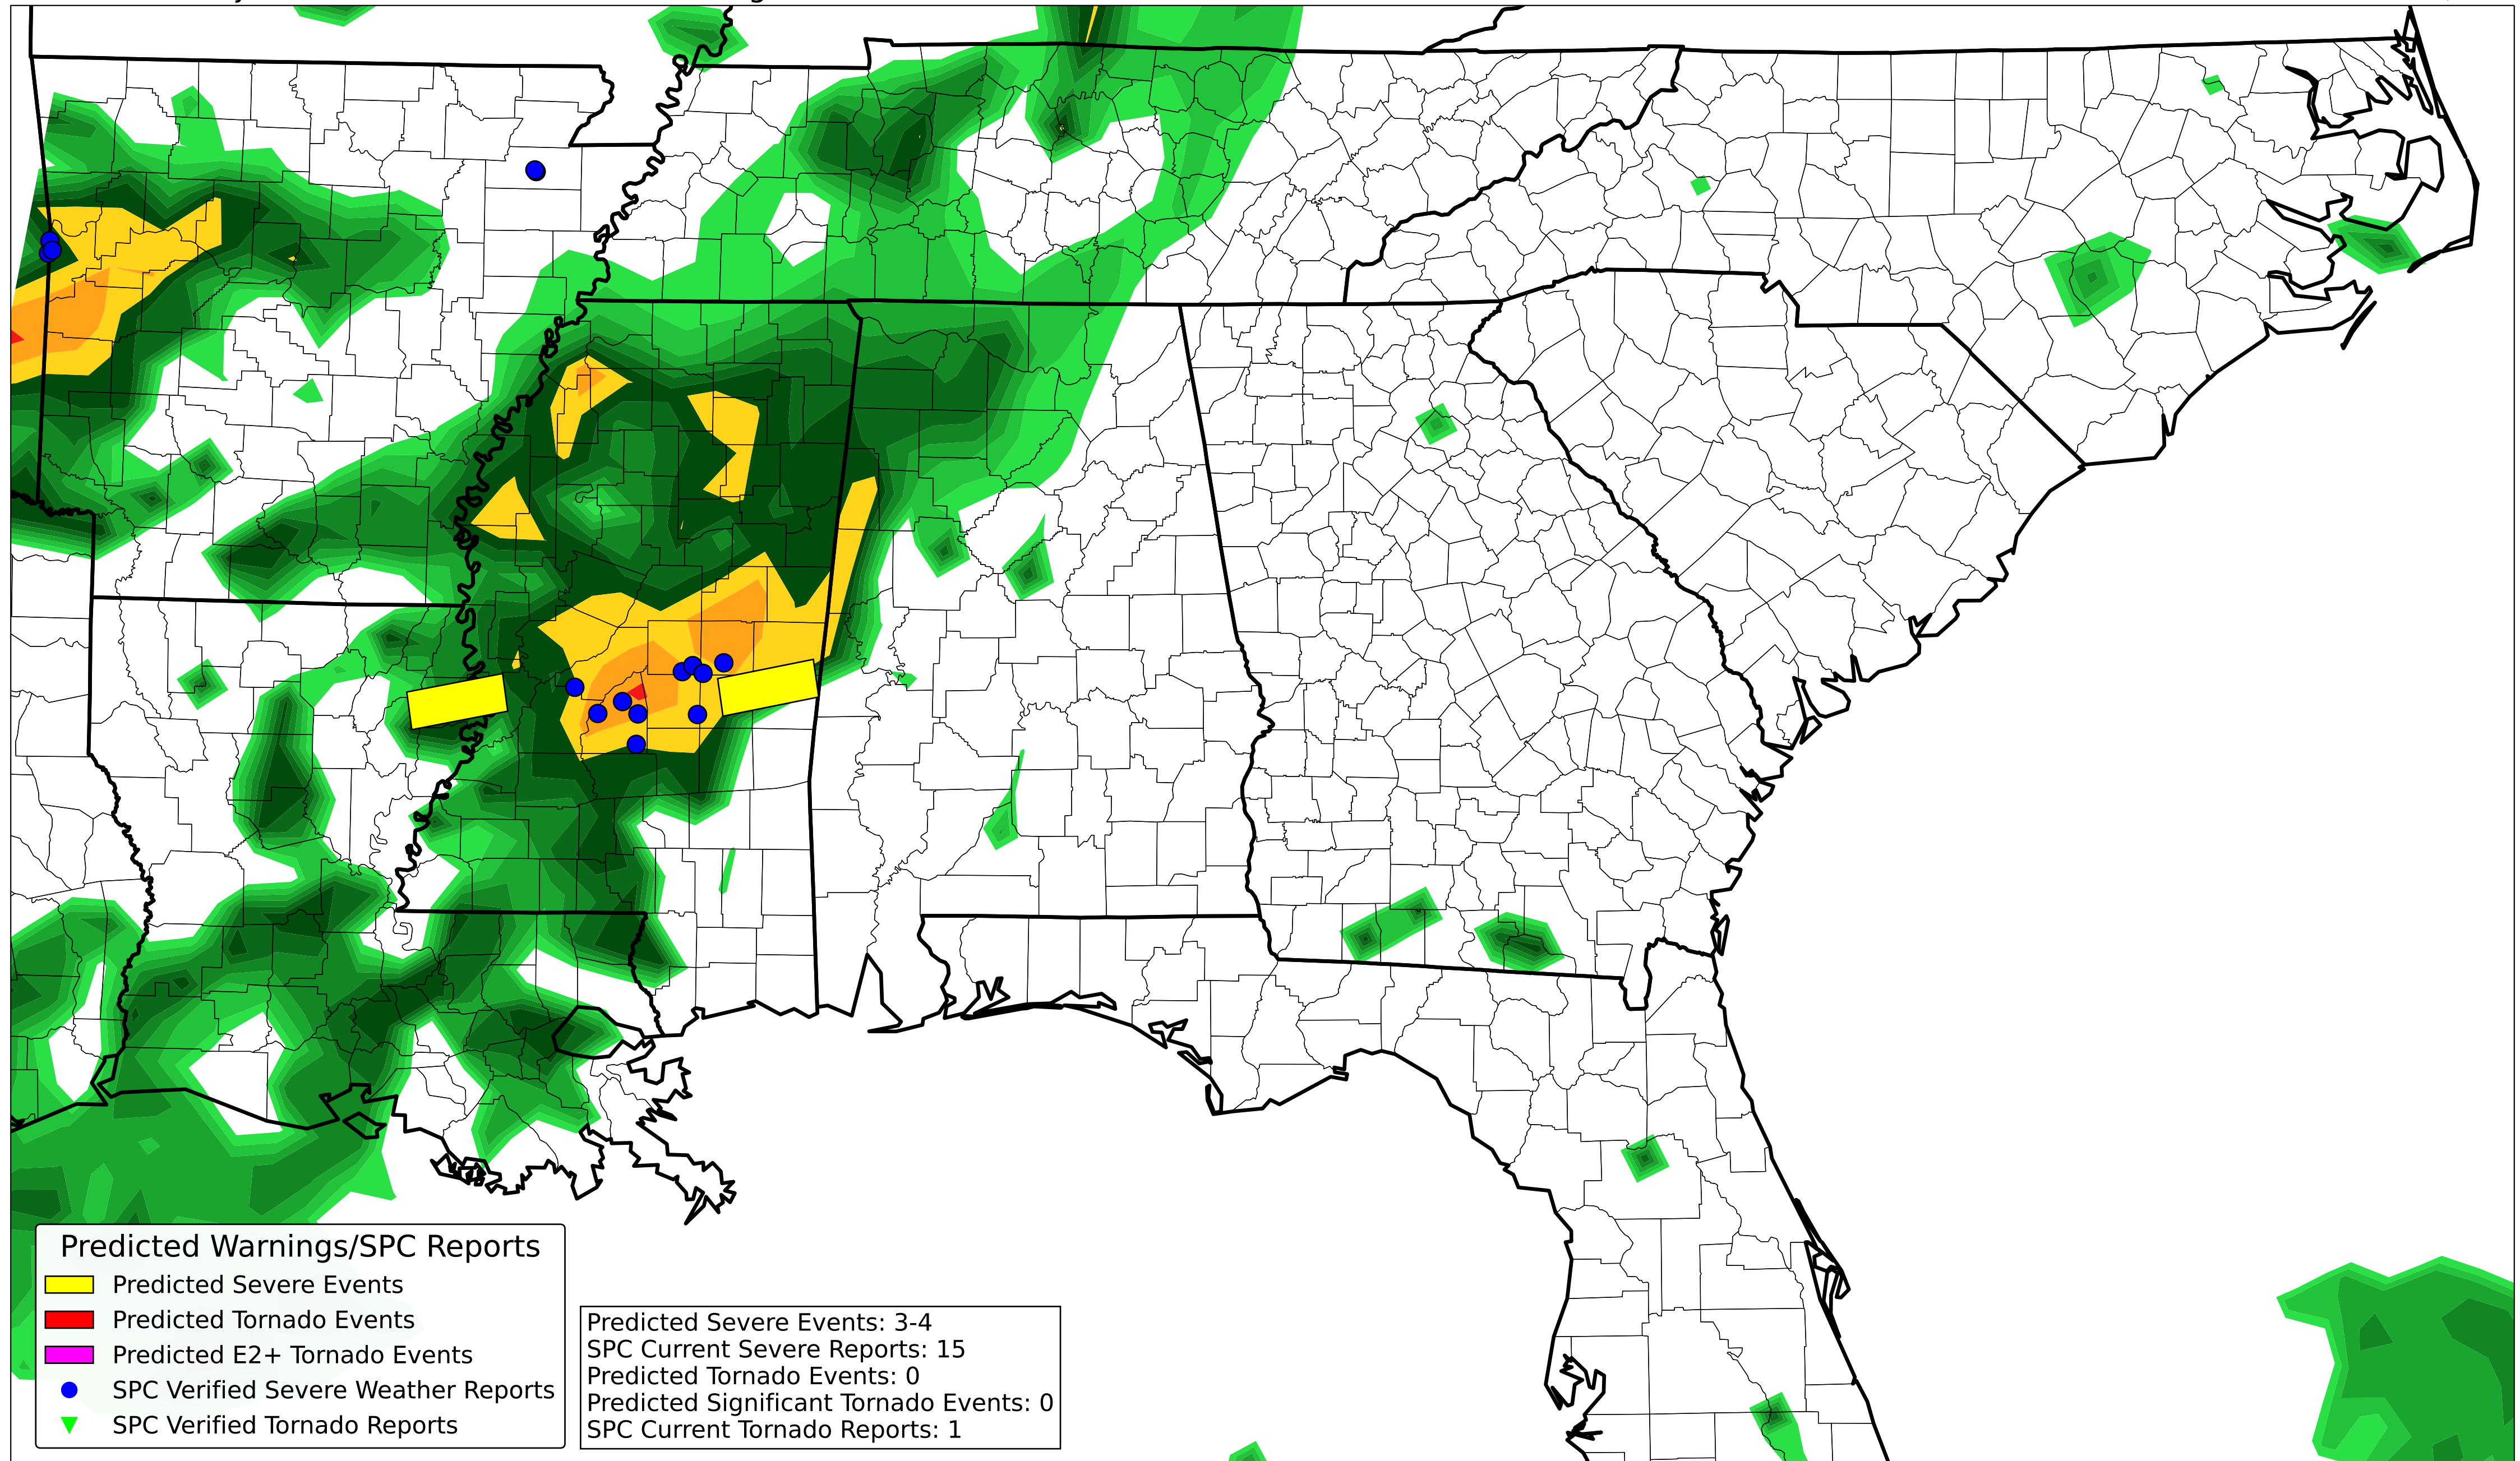 Predicted Warnings/SPC Reports
Predicted Severe Events
Predicted Tornado Events
Predicted E2+ Tornado Events
SPC Verified Severe Weather Reports
SPC Verified Tornado Reports
Predicted Severe Events: 3-4
SPC Current Severe Reports: 15
Predicted Tornado Events: 0
Predicted Significant Tornado Events: 0
SPC Current Tornado Reports: 1